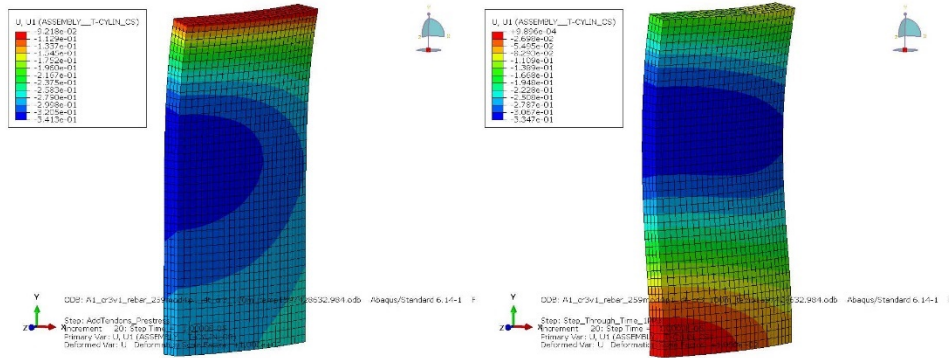 U, U1 (ASSEMBLY__T-CYLIN_CS)
-9.218e-02
-1.129e-01
-1.337e-01
-1.545e-01
-1.752e-01
-1.960e-01
-2.167e-01
-2.375e-01
-2.583e-01
-2.790e-01
-2.998e-01
-3.205e-01
-3.413e-01
Y
Z
X
ODB:
Abaqus/Standard 6.14-1
Step: AddTendons_Prestress
Increment 20: Step Time =
Primary Var: U, U1
Deformed Var: U
U, U1 (ASSEMBLY__T-CYLIN_CS)
+9.896e-04
-2.698e-02
-5.495e-02
-8.293e-02
-1.109e-01
-1.389e-01
-1.668e-01
-1.948e-01
-2.228e-01
-2.508e-01
-2.787e-01
-3.067e-01
-3.347e-01
Y
Z
X
ODB:
Abaqus/Standard 6.14-1
Step: Step_Through_Time
Increment 20: Step Time =
Primary Var: U, U1
Deformed Var: U